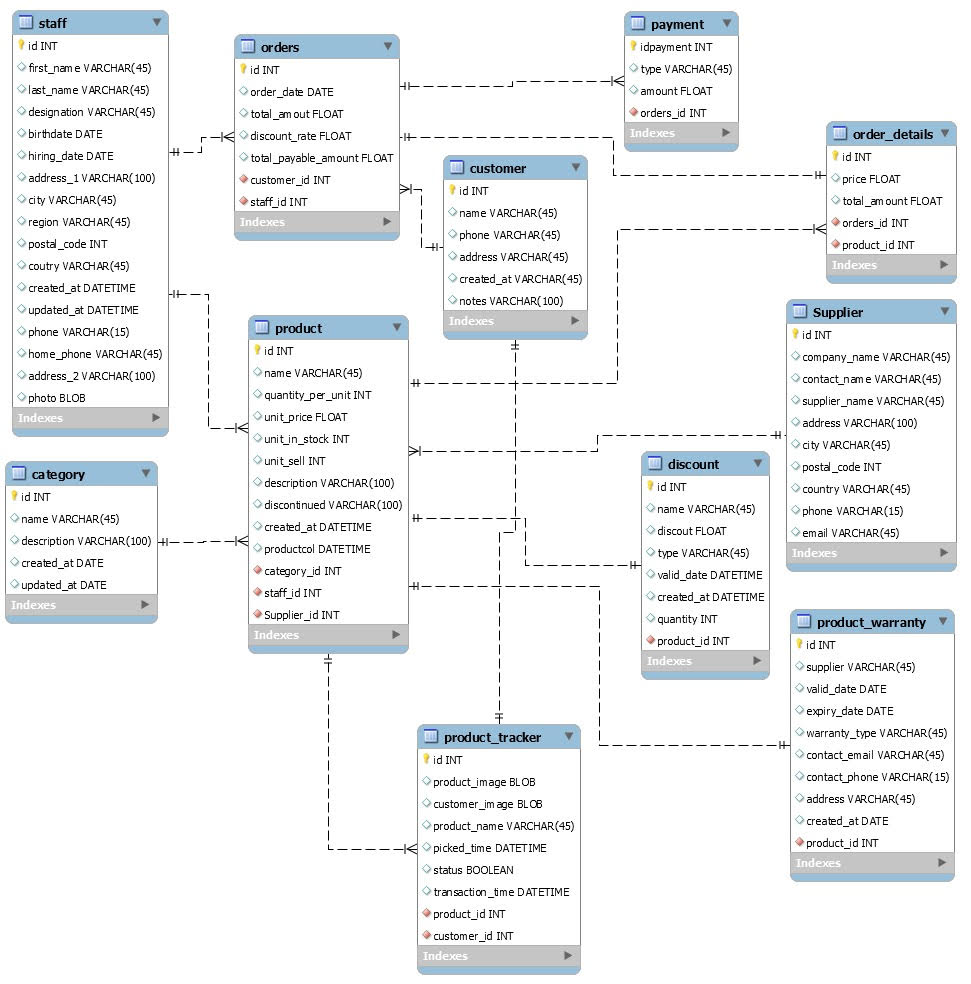 staff
id INT
first_name VARCHAR(45)
last_name VARCHAR(45)
designation VARCHAR(45)
birthdate DATE
hiring_date DATE
address_1 VARCHAR(100)
city VARCHAR(45)
region VARCHAR(45)
postal_code INT
coutry VARCHAR(45)
created_at DATETIME
updated_at DATETIME
phone VARCHAR(15)
home_phone VARCHAR(45)
address_2 VARCHAR(100)
photo BLOB
Indexes
orders
id INT
order_date DATE
total_amout FLOAT
discount_rate FLOAT
total_payable_amount FLOAT
customer_id INT
staff_id INT
Indexes
payment
idpayment INT
type VARCHAR(45)
amount FLOAT
orders_id INT
Indexes
customer
id INT
name VARCHAR(45)
phone VARCHAR(45)
address VARCHAR(45)
created_at VARCHAR(45)
notes VARCHAR(100)
Indexes
order_details
id INT
price FLOAT
total_amount FLOAT
orders_id INT
product_id INT
Indexes
product
id INT
name VARCHAR(45)
quantity_per_unit INT
unit_price FLOAT
unit_in_stock INT
unit_sell INT
description VARCHAR(100)
discontinued VARCHAR(100)
created_at DATETIME
productcol DATETIME
category_id INT
staff_id INT
Supplier_id INT
Indexes
Supplier
id INT
company_name VARCHAR(45)
contact_name VARCHAR(45)
supplier_name VARCHAR(45)
address VARCHAR(100)
city VARCHAR(45)
postal_code INT
country VARCHAR(45)
phone VARCHAR(15)
email VARCHAR(45)
Indexes
category
id INT
name VARCHAR(45)
description VARCHAR(100)
created_at DATE
updated_at DATE
Indexes
discount
id INT
name VARCHAR(45)
discout FLOAT
type VARCHAR(45)
valid_date DATETIME
created_at DATETIME
quantity INT
product_id INT
Indexes
product_warranty
id INT
supplier VARCHAR(45)
valid_date DATE
expiry_date DATE
warranty_type VARCHAR(45)
contact_email VARCHAR(45)
contact_phone VARCHAR(15)
address VARCHAR(45)
created_at DATE
product_id INT
Indexes
product_tracker
id INT
product_image BLOB
customer_image BLOB
product_name VARCHAR(45)
picked_time DATETIME
status BOOLEAN
transaction_time DATETIME
product_id INT
customer_id INT
Indexes